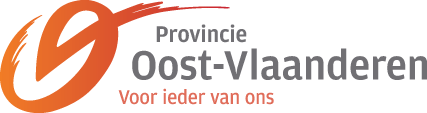 Provincie
Oost-Vlaanderen
Voor ieder van ons